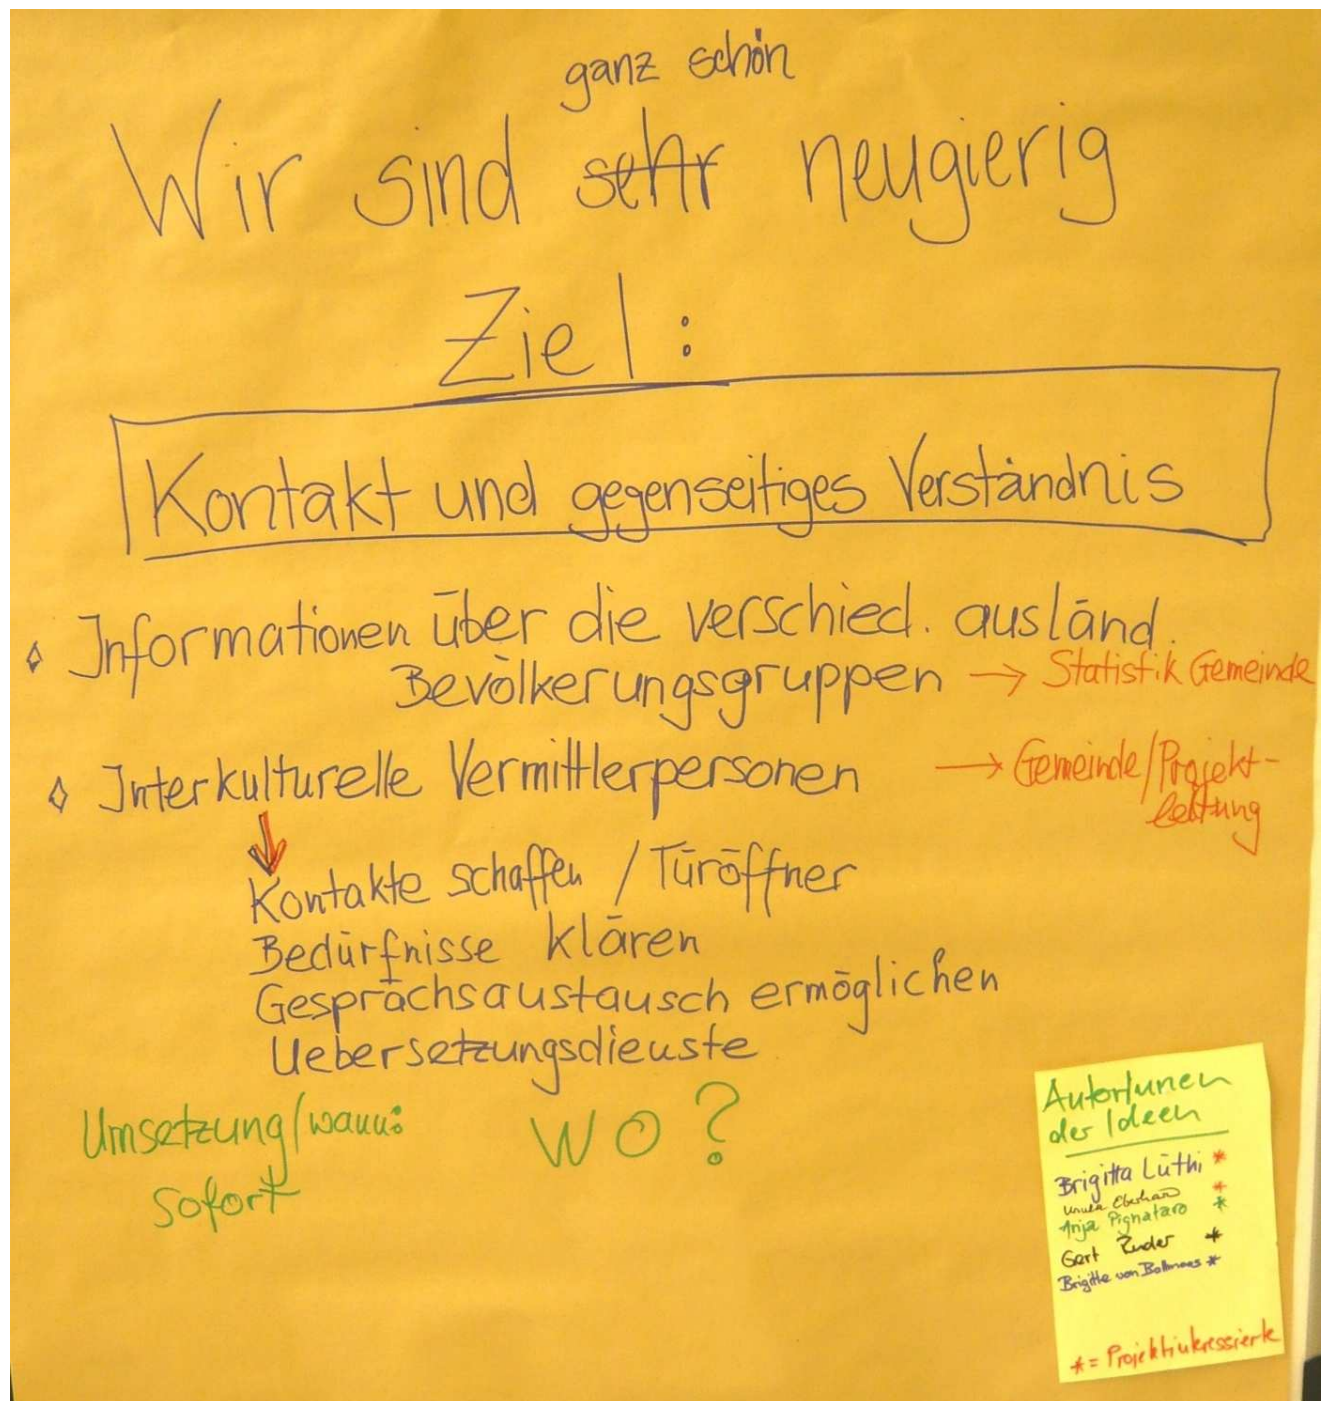 ganz schön
Wir sind sehr neugierig
Ziel:
Kontakt und gegenseitiges Verständnis
Informationen über die verschied. ausländ.
Bevölkerungsgruppen → Statistik Gemeinde
Interkulturelle Vermittlerpersonen → Gemeinde/Projekt-
leitung
Kontakte schaffen / Türöffner
Bedürfnisse klären
Gesprächsaustausch ermöglichen
Uebersetzungsdienste
Umsetzung/wann: WO?
sofort
AutorInnen
der Ideen
Brigitta Lüthi *
Ursula *
Anja Pignataro *
Gert *
Brigitte von *
*= Projektinteressierte